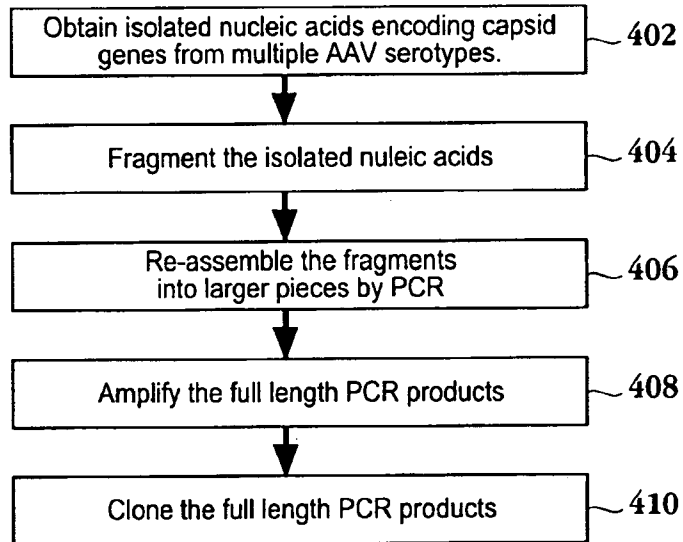 Obtain isolated nucleic acids encoding capsid
genes from multiple AAV serotypes.
402
Fragment the isolated nuleic acids
404
Re-assemble the fragments
into larger pieces by PCR
406
Amplify the full length PCR products
408
Clone the full length PCR products
410